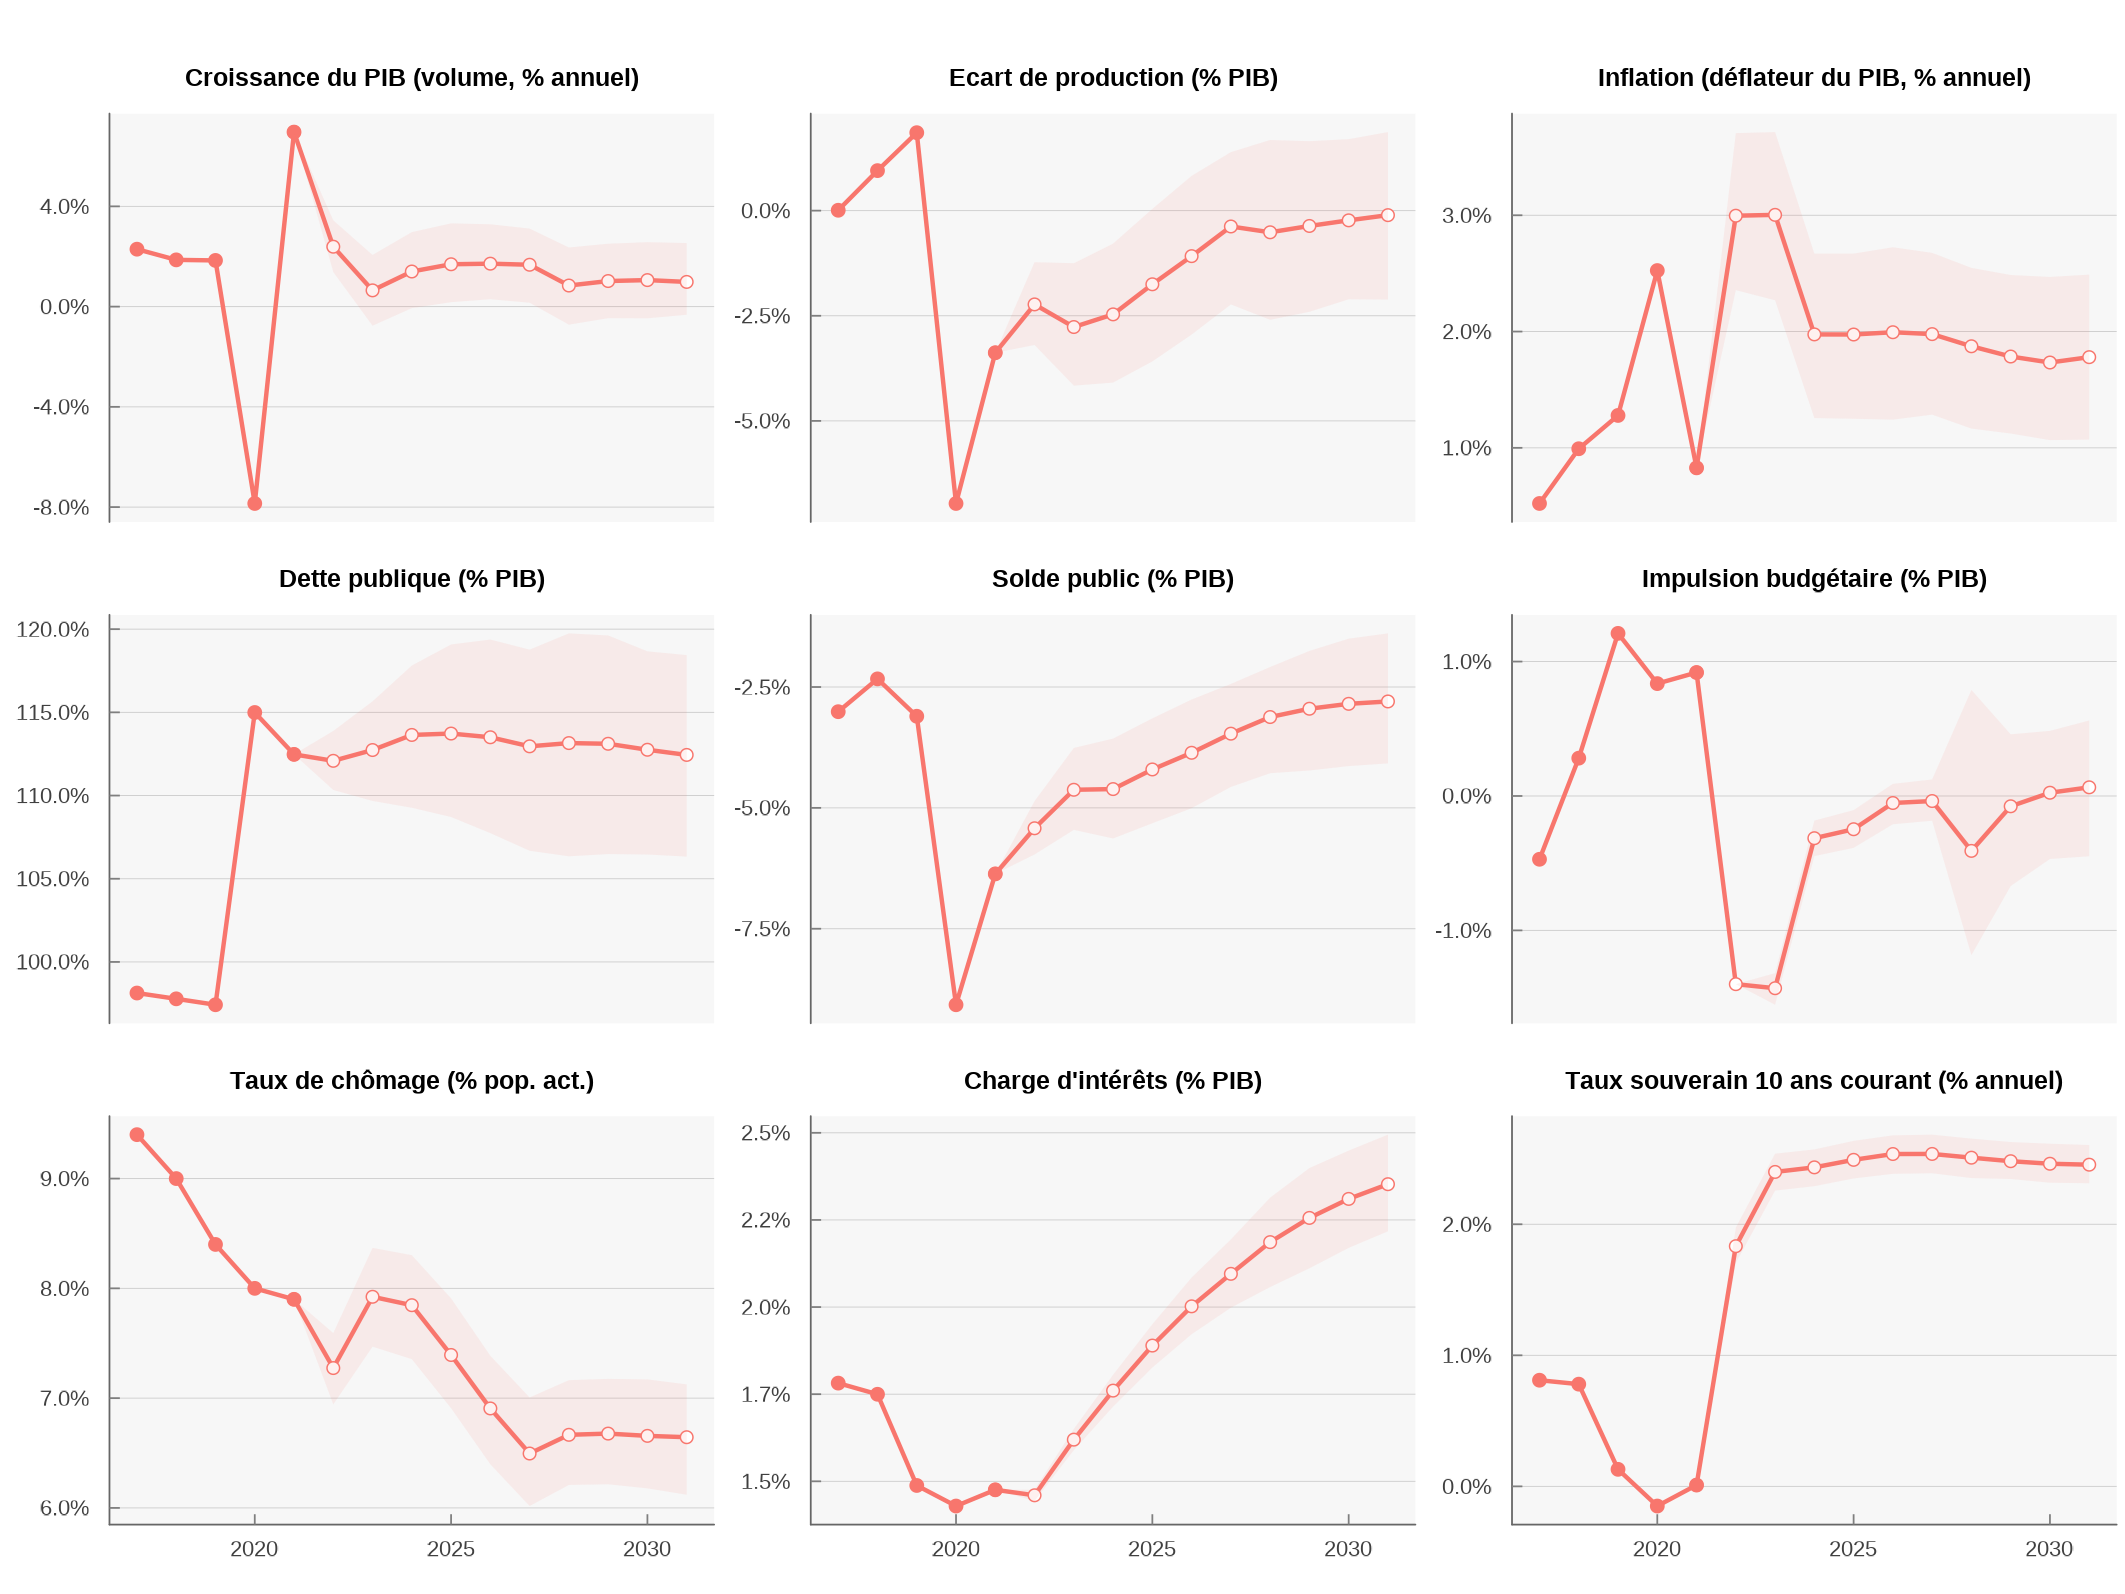 Croissance du PIB (volume, % annuel)
4.0%
0.0%
-4.0%
-8.0%
Ecart de production (% PIB)
0.0%
-2.5%
-5.0%
Inflation (déflateur du PIB, % annuel)
3.0%
2.0%
1.0%
Dette publique (% PIB)
120.0%
115.0%
110.0%
105.0%
100.0%
Solde public (% PIB)
-2.5%
-5.0%
-7.5%
Impulsion budgétaire (% PIB)
1.0%
0.0%
-1.0%
Taux de chômage (% pop. act.)
9.0%
8.0%
7.0%
6.0%
2020 2025 2030
Charge d'intérêts (% PIB)
2.5%
2.2%
2.0%
1.7%
1.5%
2020 2025 2030
Taux souverain 10 ans courant (% annuel)
2.0%
1.0%
0.0%
2020 2025 2030